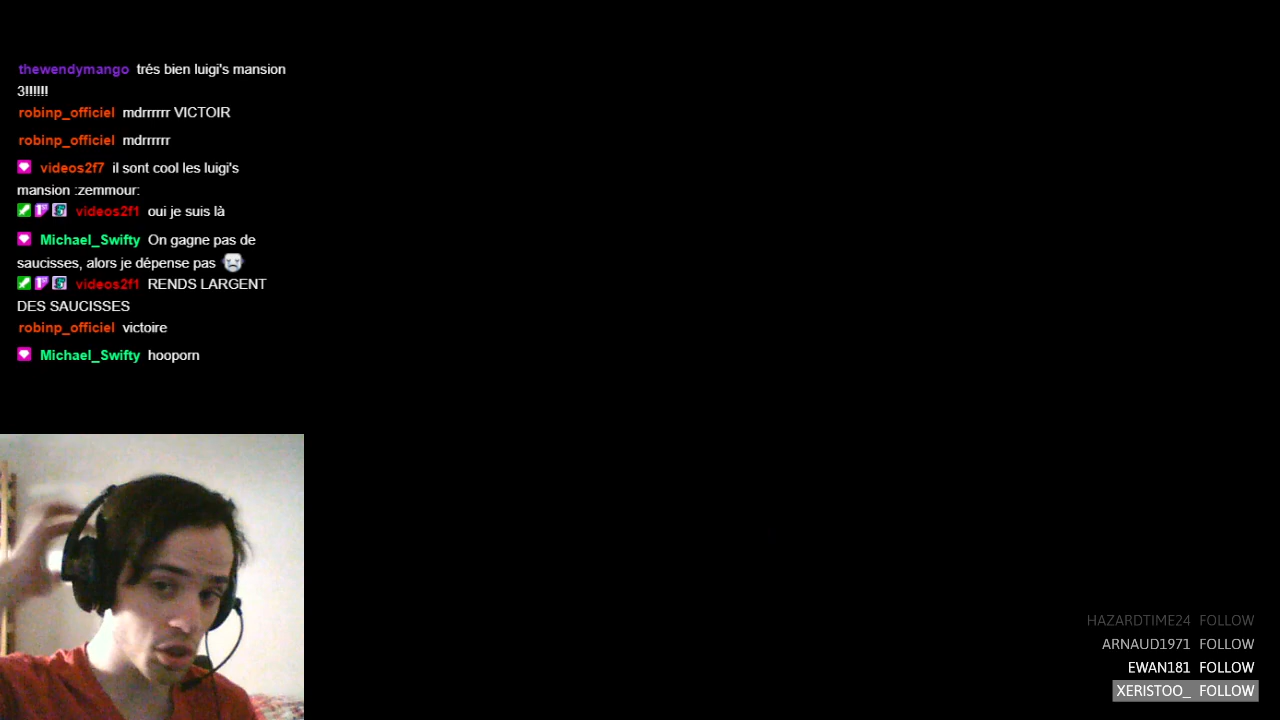 thewendymango trés bien luigi's mansion
3!!!!!!
robinp_officiel mdrrrrrr VICTOIR
robinp_officiel mdrrrrrr
videos2f7 il sont cool les luigi's
mansion :zemmour:
videos2f1 oui je suis là
Michael_Swifty On gagne pas de
saucisses, alors je dépense pas
videos2f1 RENDS LARGENT
DES SAUCISSES
robinp_officiel victoire
Michael_Swifty hooporn
HAZARDTIME24 FOLLOW
ARNAUD1971 FOLLOW
EWAN181 FOLLOW
XERISTOO_ FOLLOW